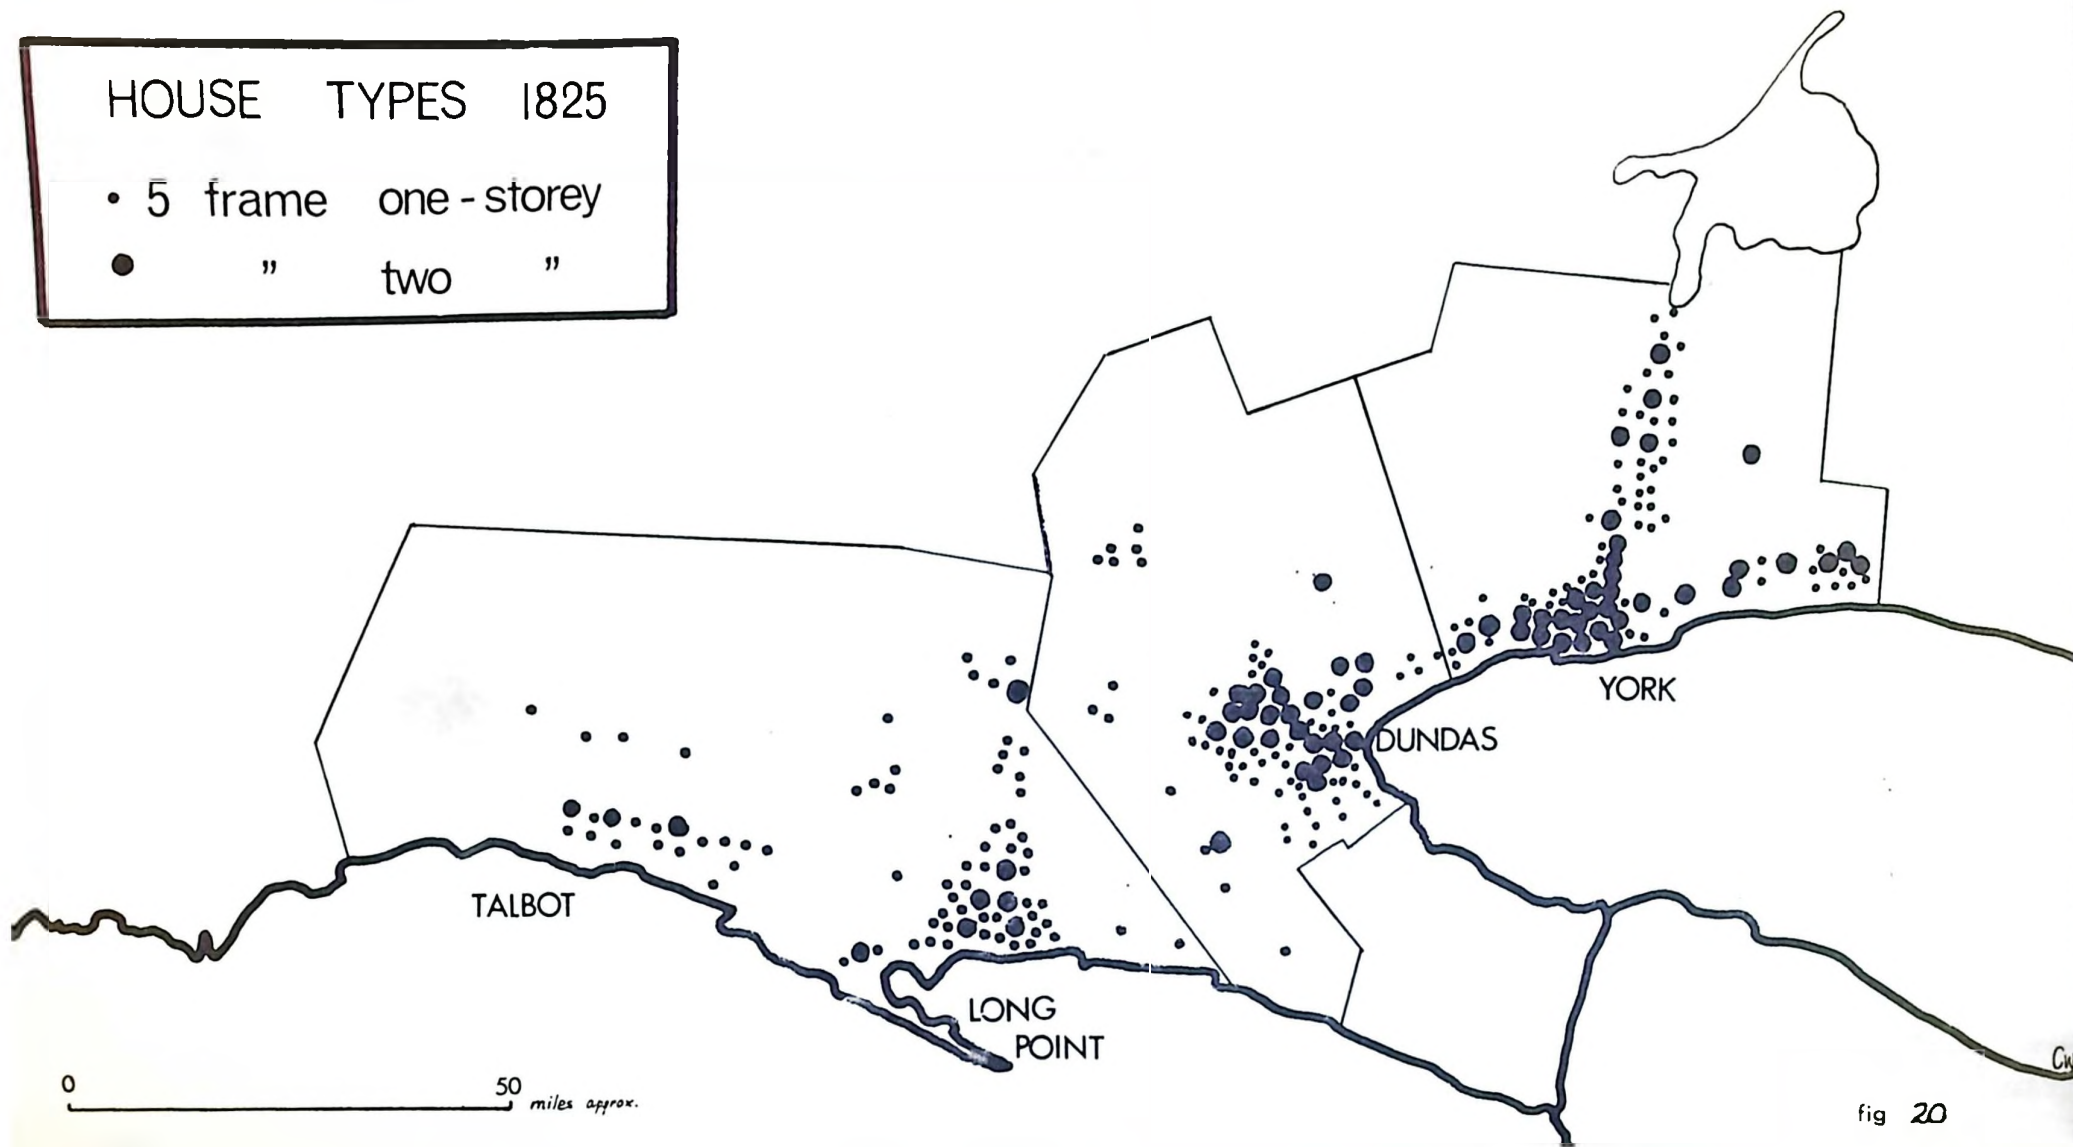 HOUSE TYPES 1825
• 5 frame one-storey
● " two "
YORK
DUNDAS
TALBOT
LONG
POINT
0 50 miles approx.
fig 20